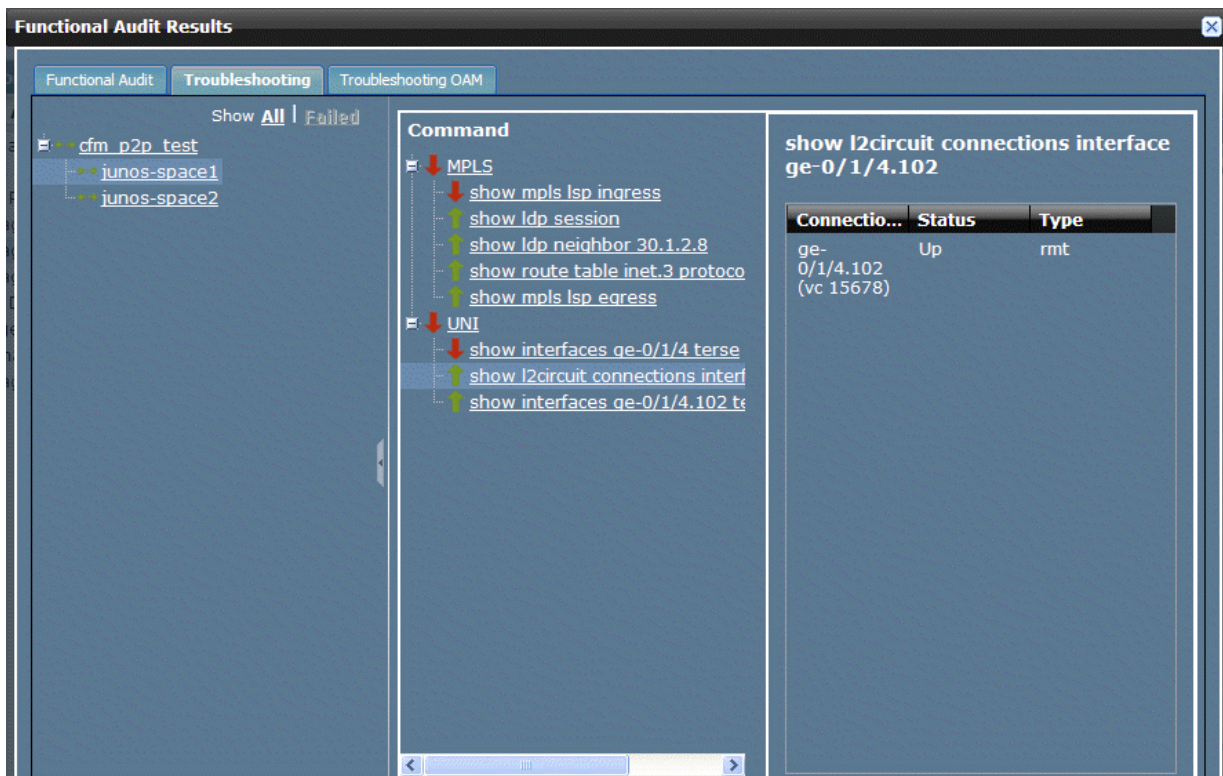 Functional Audit Results
Functional Audit
Troubleshooting
Troubleshooting OAM
Show All | Failed
cfm_p2p_test
junos-space1
junos-space2
Command
MPLS
show mpls lsp ingress
show ldp session
show ldp neighbor 30.1.2.8
show route table inet.3 protoco
show mpls lsp egress
UNI
show interfaces ge-0/1/4 terse
show l2circuit connections interf
show interfaces ge-0/1/4.102 te
show l2circuit connections interface
ge-0/1/4.102
Connectio... Status Type
ge- Up rmt
0/1/4.102
(vc 15678)